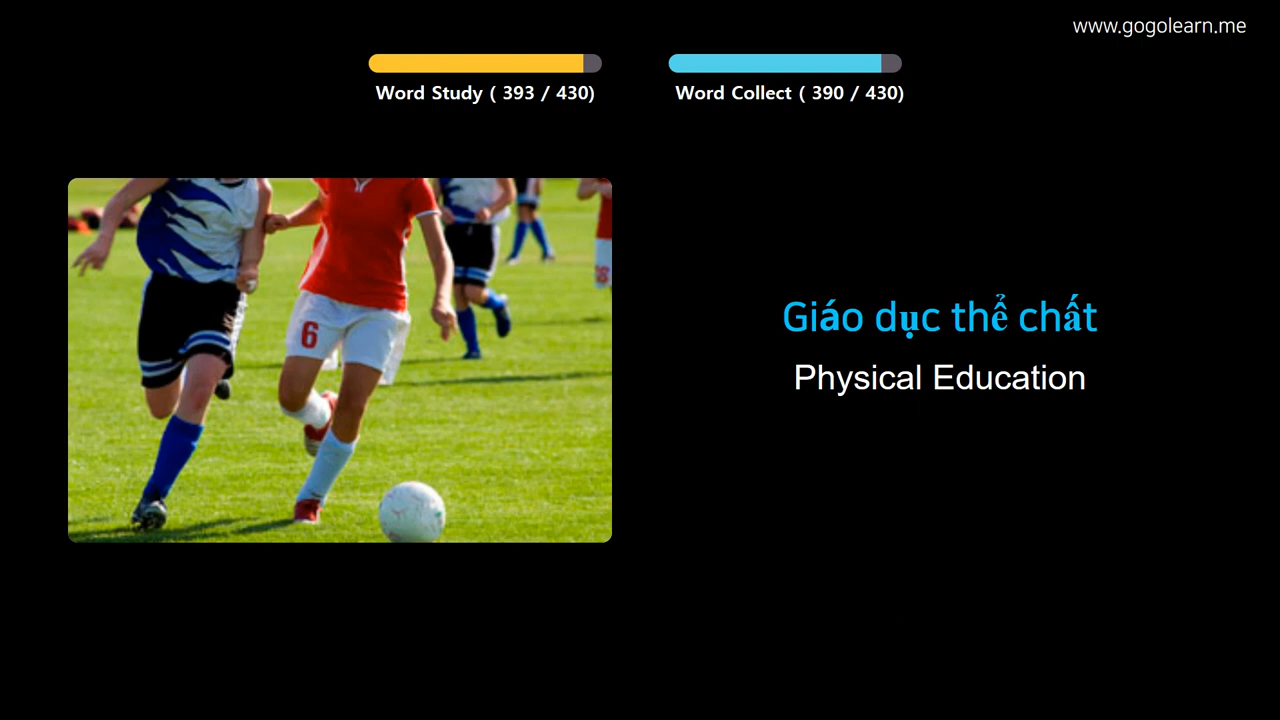 www.gogolearn.me
Word Study ( 393 / 430)
Word Collect ( 390 / 430)
6
Giáo dục thể chất
Physical Education